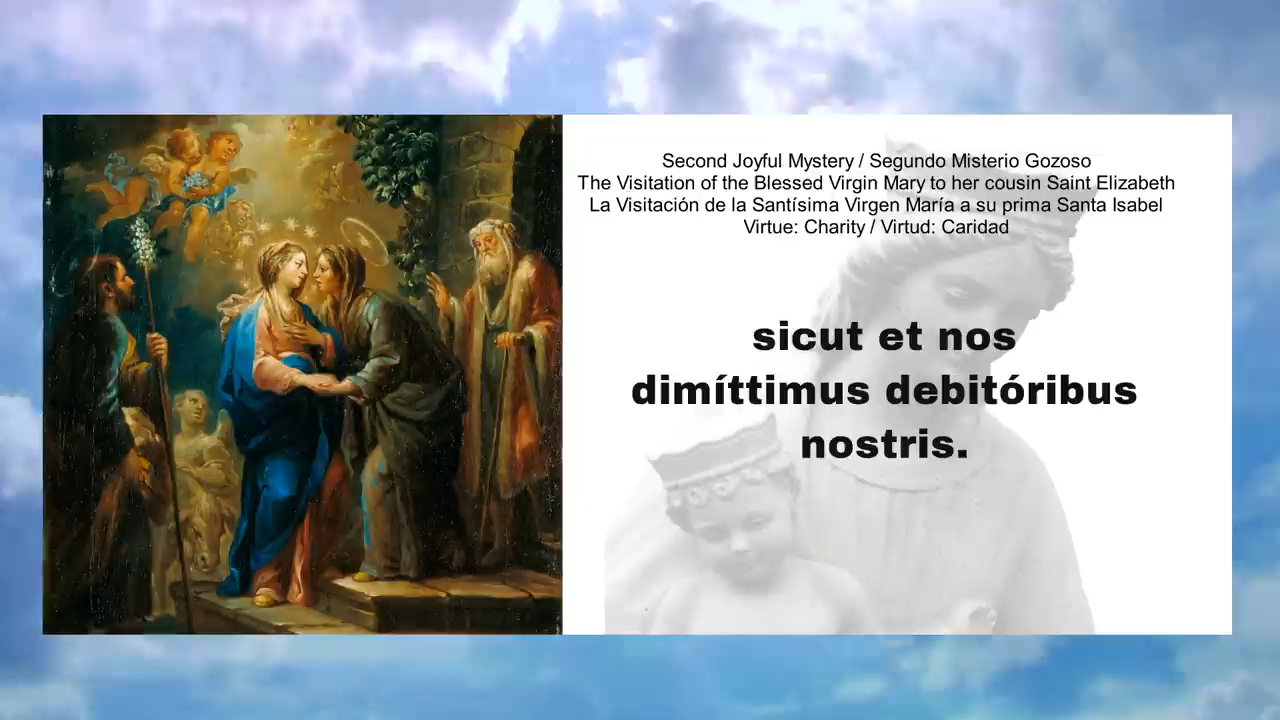 Second Joyful Mystery / Segundo Misterio Gozoso
The Visitation of the Blessed Virgin Mary to her cousin Saint Elizabeth
La Visitación de la Santísima Virgen María a su prima Santa Isabel
Virtue: Charity / Virtud: Caridad
sicut et nos
dimíttimus debitóribus
nostris.